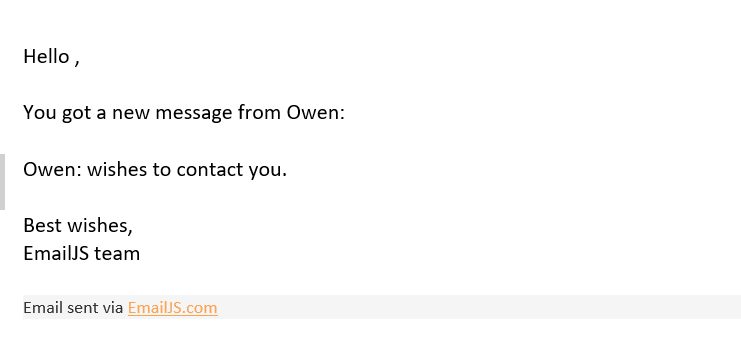 Hello ,
You got a new message from Owen:
Owen: wishes to contact you.
Best wishes,
EmailJS team
Email sent via EmailJS.com